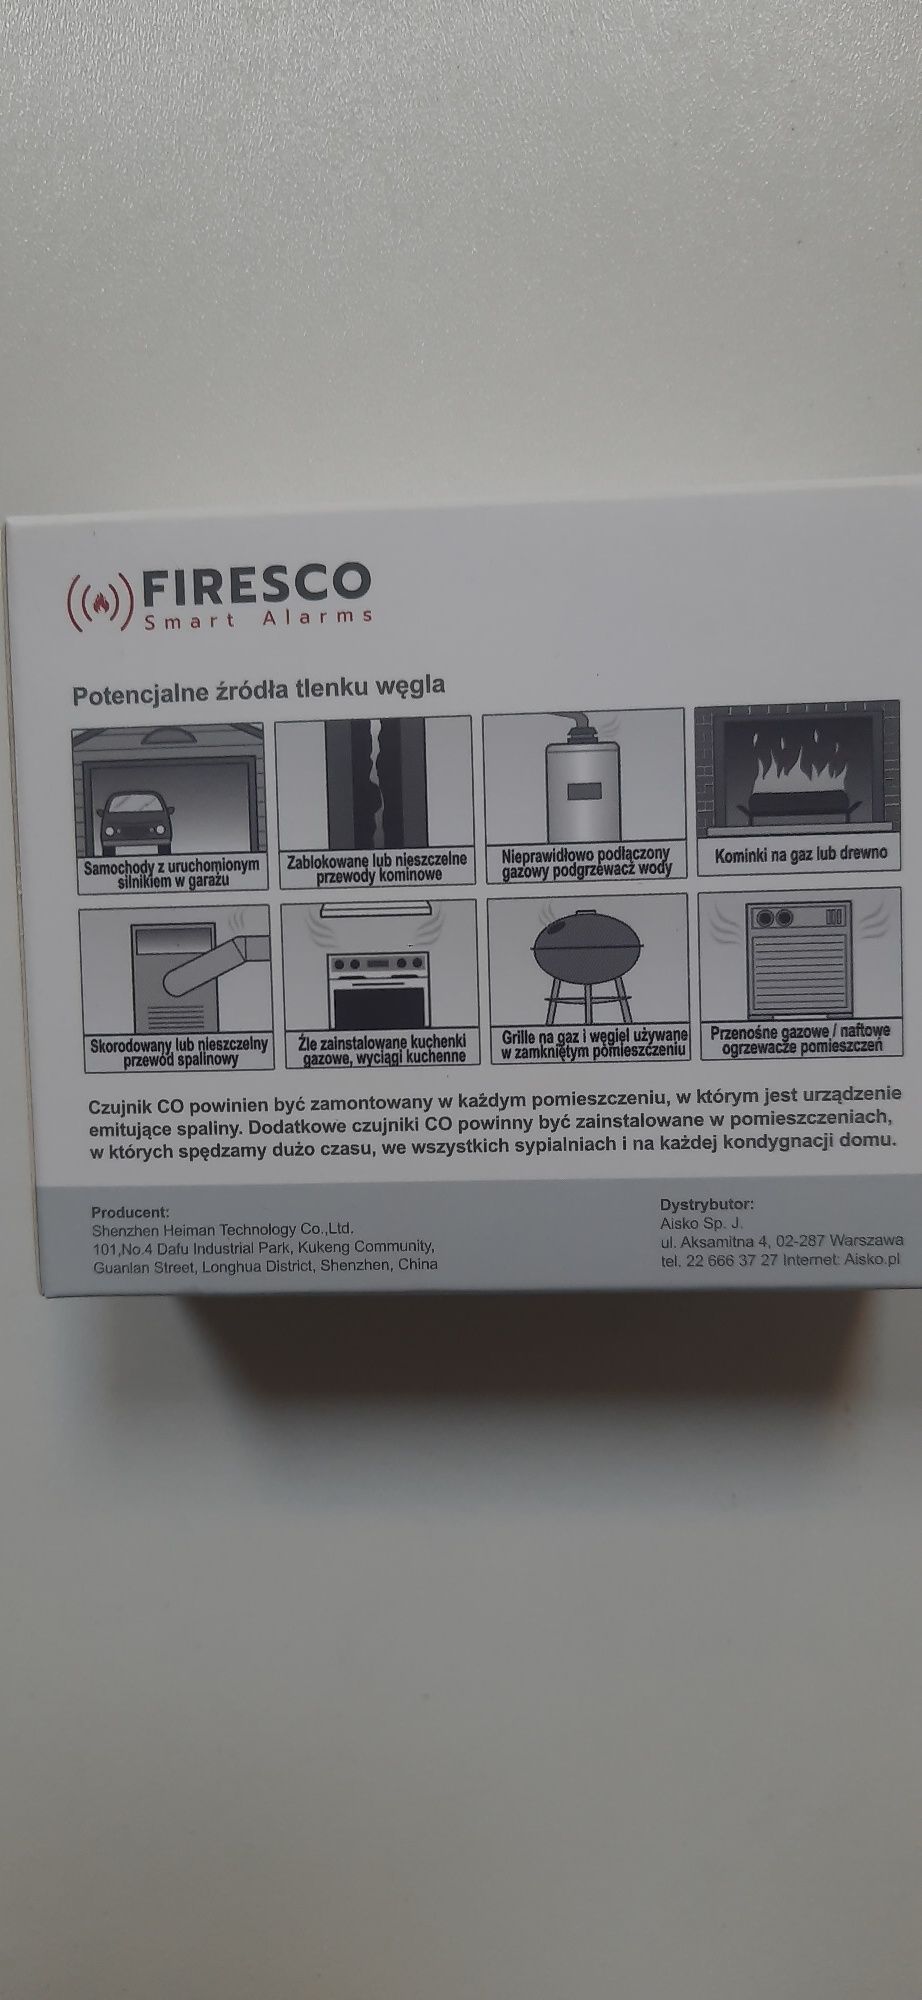 FIRESCO
Smart Alarms
Potencjalne źródła tlenku węgla
Samochody z uruchomionym
silnikiem w garażu
Zablokowane lub nieszczelne
przewody kominowe
Nieprawidłowo podłączony
gazowy podgrzewacz wody
Kominki na gaz lub drewno
Skorodowany lub nieszczelny
przewód spalinowy
Źle zainstalowane kuchenki
gazowe, wyciągi kuchenne
Grille na gaz i węgiel używane
w zamkniętym pomieszczeniu
Przenośne gazowe / naftowe
ogrzewacze pomieszczeń
Czujnik CO powinien być zamontowany w każdym pomieszczeniu, w którym jest urządzenie
emitujące spaliny. Dodatkowe czujniki CO powinny być zainstalowane w pomieszczeniach,
w których spędzamy dużo czasu, we wszystkich sypialniach i na każdej kondygnacji domu.
Producent:
Shenzhen Heiman Technology Co.,Ltd.
101,No.4 Dafu Industrial Park, Kukeng Community,
Guanlan Street, Longhua District, Shenzhen, China
Dystrybutor:
Aisko Sp. J.
ul. Aksamitna 4, 02-287 Warszawa
tel. 22 666 37 27 Internet: Aisko.pl